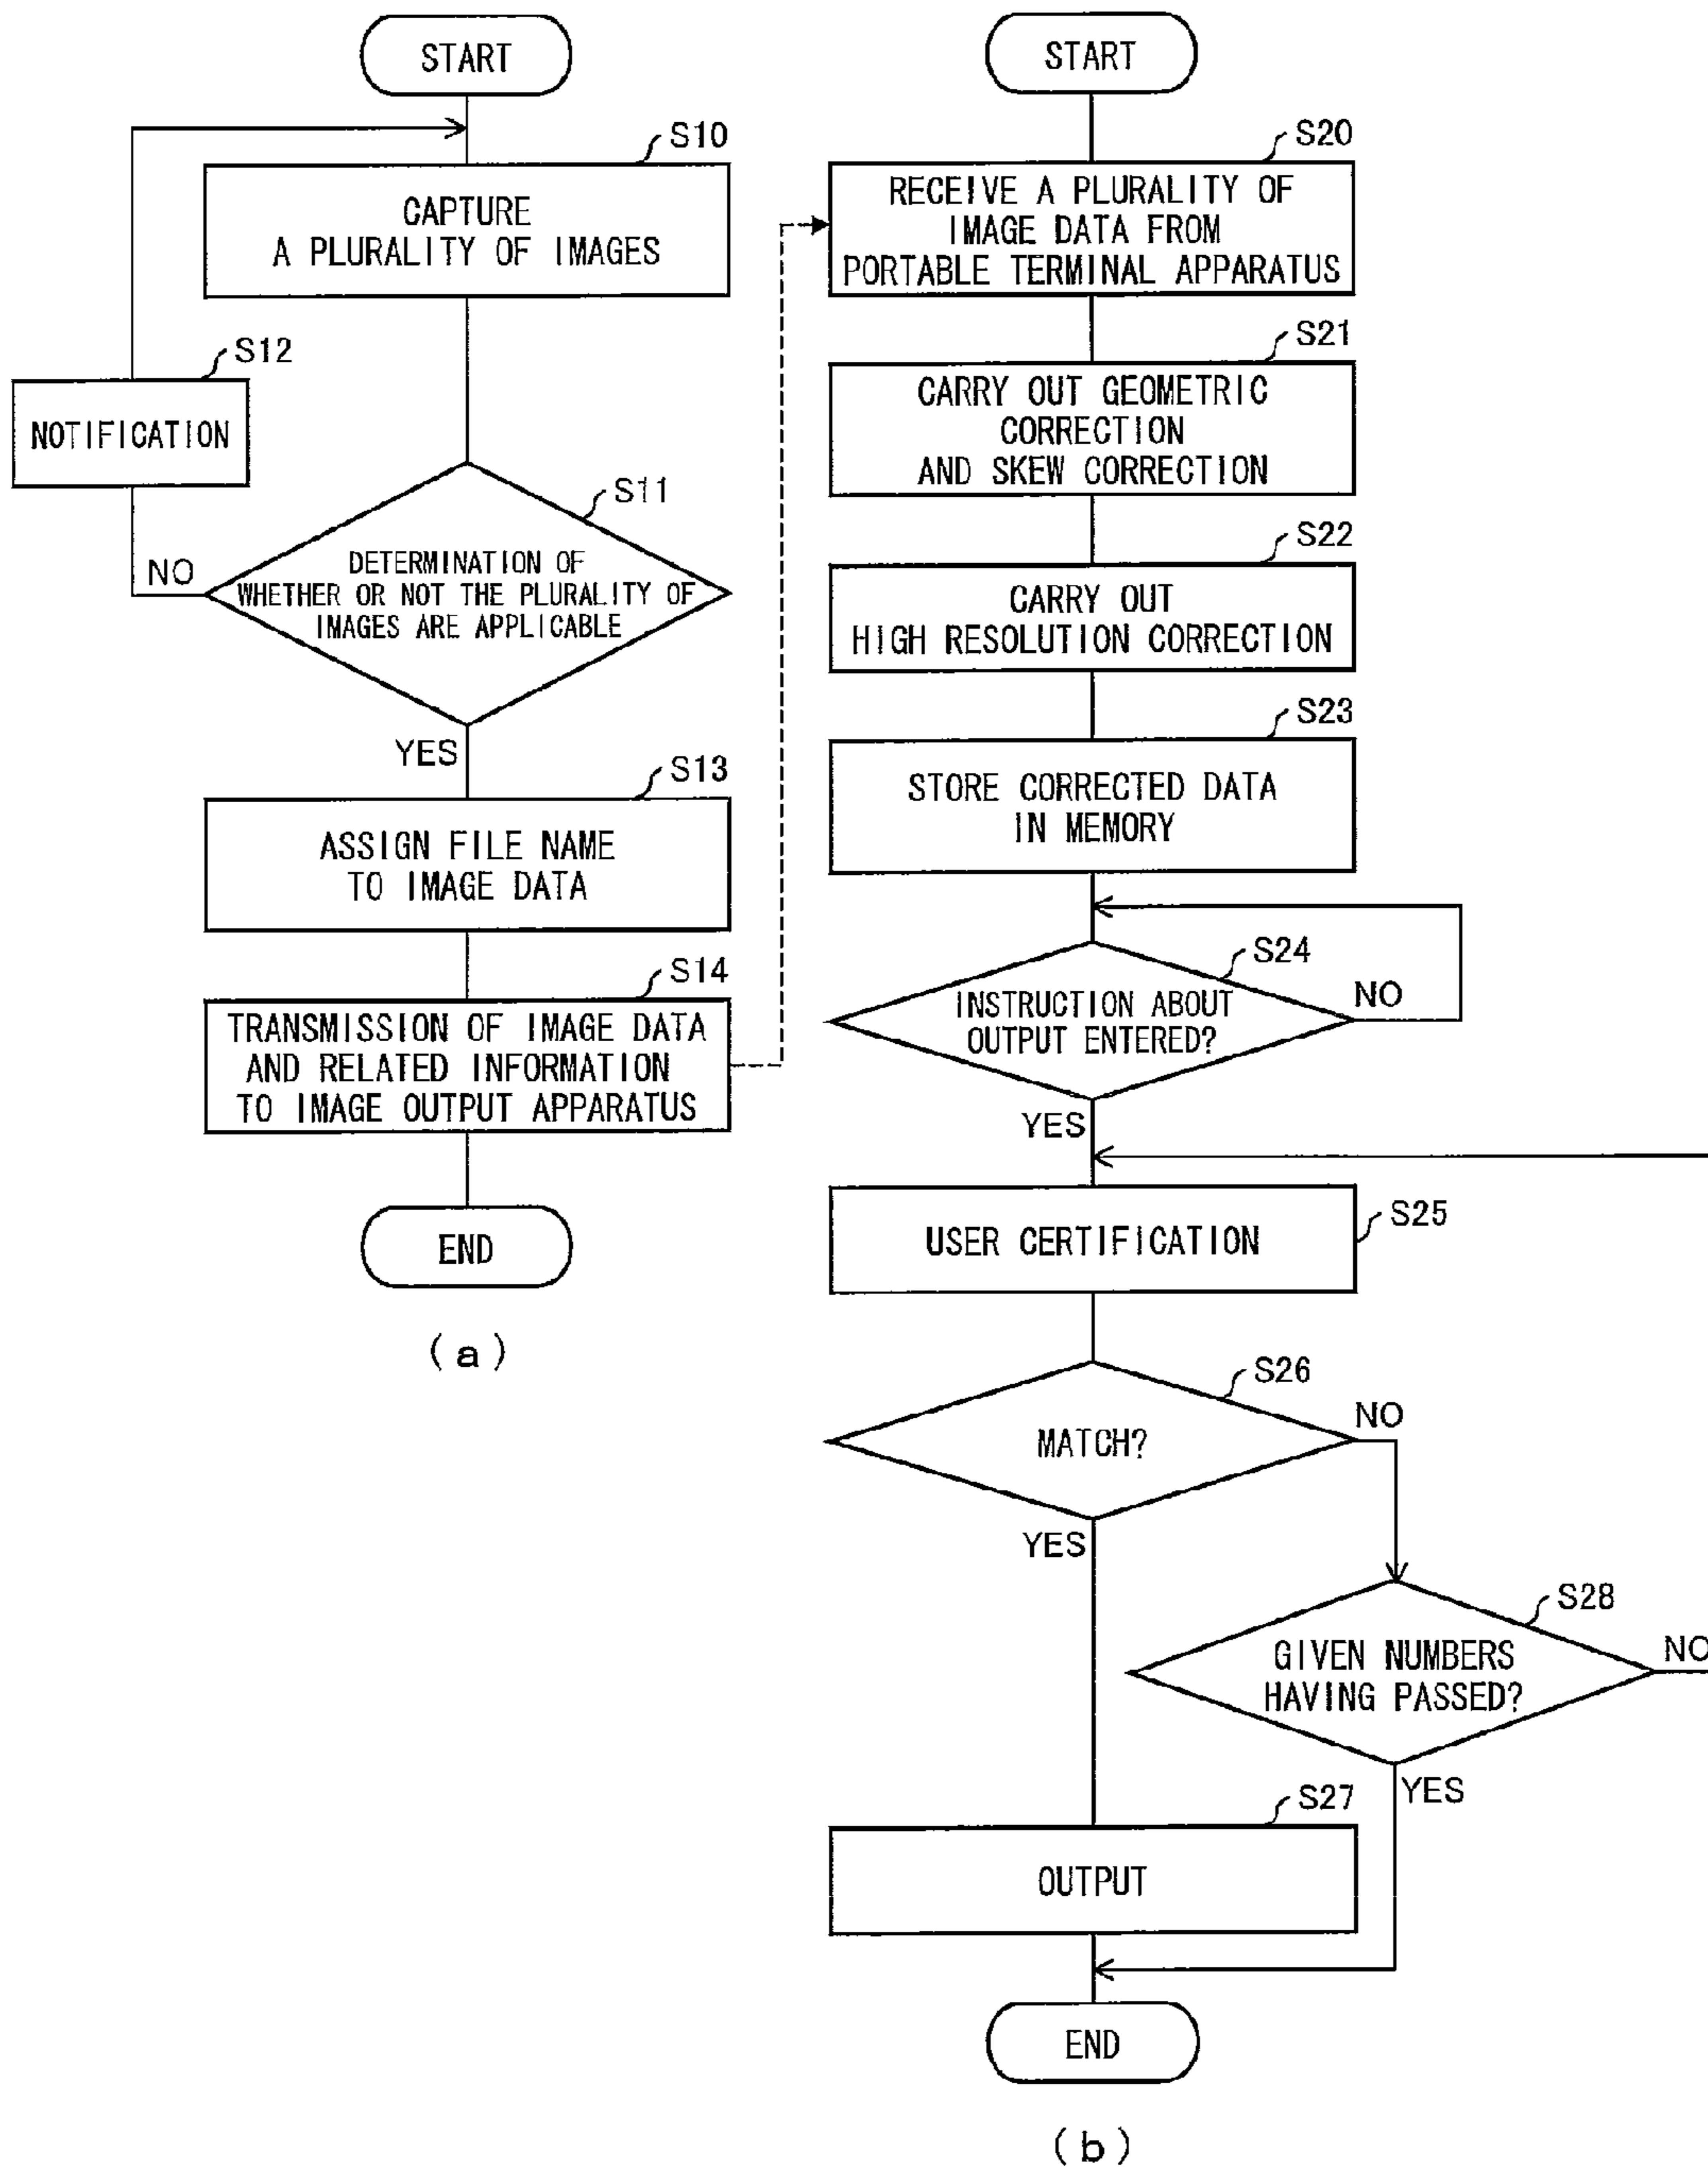 START
S10
CAPTURE
A PLURALITY OF IMAGES
S12
NOTIFICATION
S11
DETERMINATION OF
WHETHER OR NOT THE PLURALITY OF
IMAGES ARE APPLICABLE
NO
YES
S13
ASSIGN FILE NAME
TO IMAGE DATA
S14
TRANSMISSION OF IMAGE DATA
AND RELATED INFORMATION
TO IMAGE OUTPUT APPARATUS
END
(a)
START
S20
RECEIVE A PLURALITY OF
IMAGE DATA FROM
PORTABLE TERMINAL APPARATUS
S21
CARRY OUT GEOMETRIC
CORRECTION
AND SKEW CORRECTION
S22
CARRY OUT
HIGH RESOLUTION CORRECTION
S23
STORE CORRECTED DATA
IN MEMORY
S24
INSTRUCTION ABOUT
OUTPUT ENTERED?
NO
YES
S25
USER CERTIFICATION
S26
MATCH?
NO
YES
S28
GIVEN NUMBERS
HAVING PASSED?
NO
YES
S27
OUTPUT
END
(b)